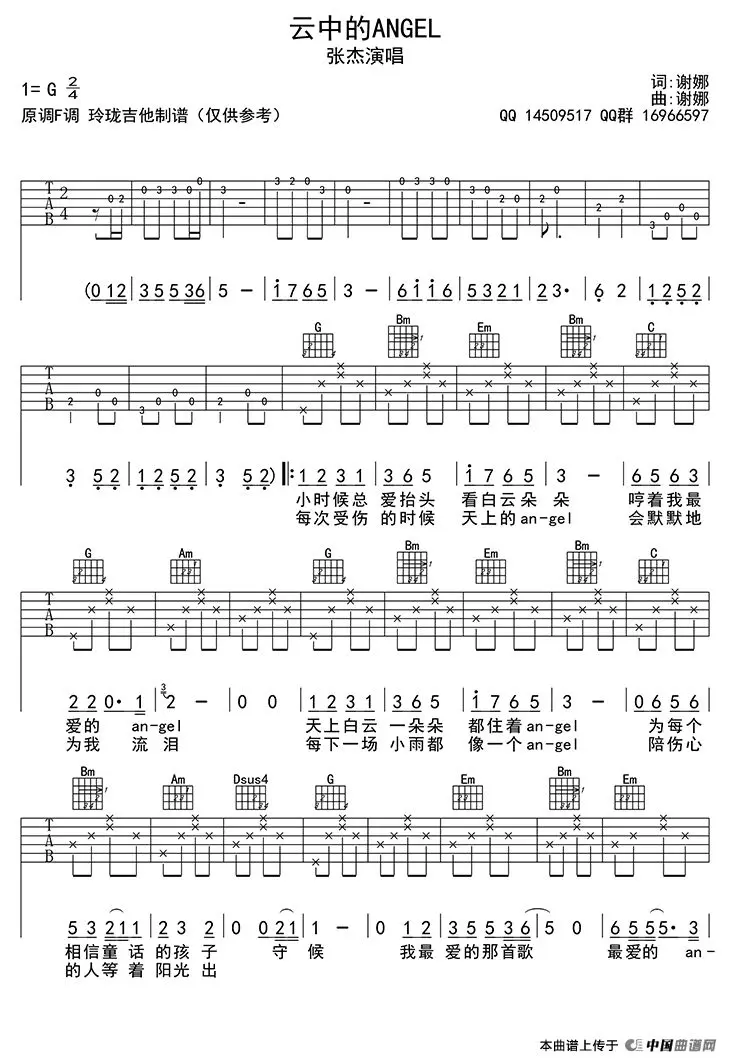 云中的ANGEL
张杰演唱
1= G 2/4
词:谢娜
曲:谢娜
原调F调 玲珑吉他制谱（仅供参考）
QQ 14509517 QQ群 16966597
T A B 2 4
(0 12 | 3 5 5 36 | 5 - | 1 7 6 5 | 3 - | 6 1 1 6 | 5 3 2 1 | 2 3· | 6 2 | 1 2 5 2 |
G Bm Em Bm C
T A B
3 5 2 | 1 2 5 2 | 3 5 2) |: 1 2 3 1 | 3 6 5 | 1 7 6 5 | 3 - | 6 5 6 3 |
小时候总 爱抬头 看白云朵 朵 哼着我最
每次受伤 的时候 天上的an-gel 会默默地
G Am G Bm Em Bm C
T A B
2 2 0· 1 | 3 2 - | 0 0 | 1 2 3 1 | 3 6 5 | 1 7 6 5 | 3 - | 0 6 5 6 |
爱的 an-gel 天上白云 一朵朵 都住着an-gel 为每个
为我 流泪 每下一场 小雨都 像一个an-gel 陪伤心
Bm Am Dsus4 G Em Bm Em
T A B
5 3 2 1 1 | 2 3 2 | 0 0 2 1 | 1 - | 0 1 2 | 3 5 5 3 6 | 5 0 | 6 5 5 5· 3 |
相信童 话 的孩 子 守 候 我最 爱的那首歌 最爱的 an-
的人等 着 阳光 出
本曲谱上传于 中国曲谱网